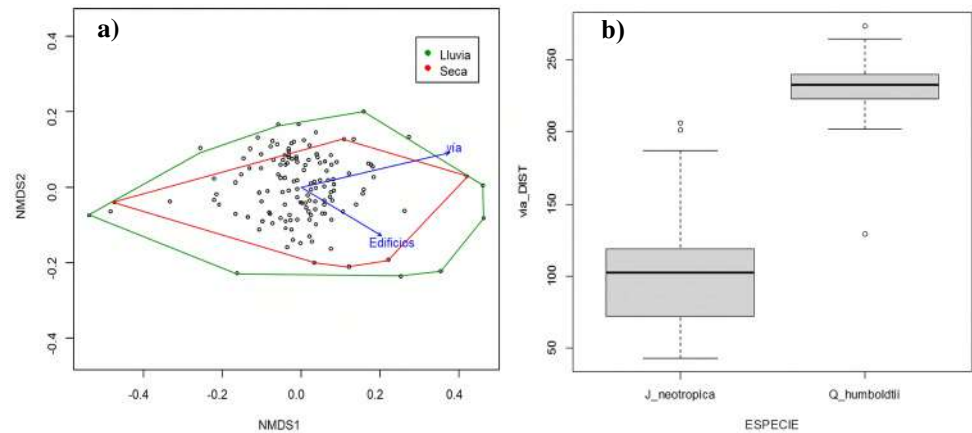 a)
Lluvia
Seca
vía
Edificios
0.4
0.2
0.0
-0.2
-0.4
NMDS2
-0.4
-0.2
0.0
0.2
0.4
NMDS1
b)
250
200
150
100
50
via_DIST
J_neotropica
Q_humboldtii
ESPECIE